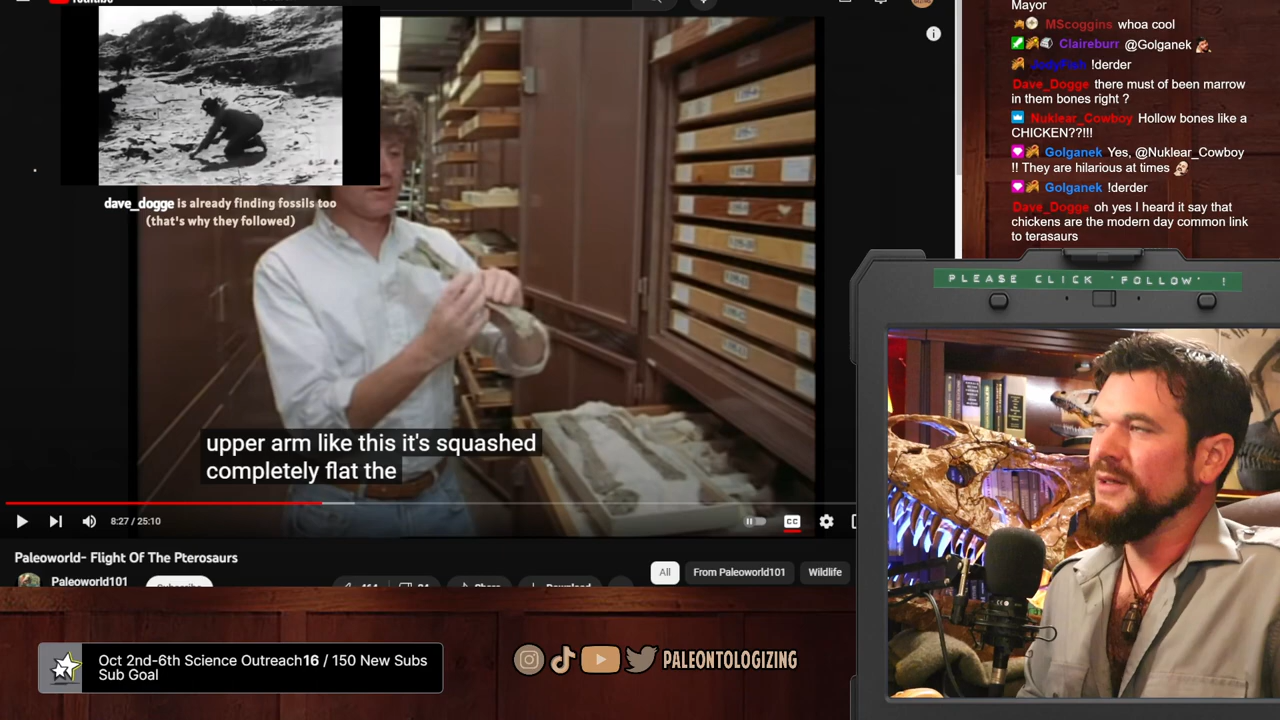 Mayor
MScoggins whoa cool
Claireburr @Golganek
JodyFish !derder
Dave_Dogge there must of been marrow
in them bones right ?
Nuklear_Cowboy Hollow bones like a
CHICKEN??!!!
Golganek Yes, @Nuklear_Cowboy
!! They are hilarious at times
Golganek !derder
Dave_Dogge oh yes I heard it say that
chickens are the modern day common link
to terasaurs
dave_dogge is already finding fossils too
(that's why they followed)
PLEASE CLICK 'FOLLOW' !
upper arm like this it's squashed
completely flat the
8:27 / 25:10
CC
Paleoworld- Flight Of The Pterosaurs
Paleoworld101
Subscribe
Share
Download
All
From Paleoworld101
Wildlife
Oct 2nd-6th Science Outreach16 / 150 New Subs
Sub Goal
PALEONTOLOGIZING